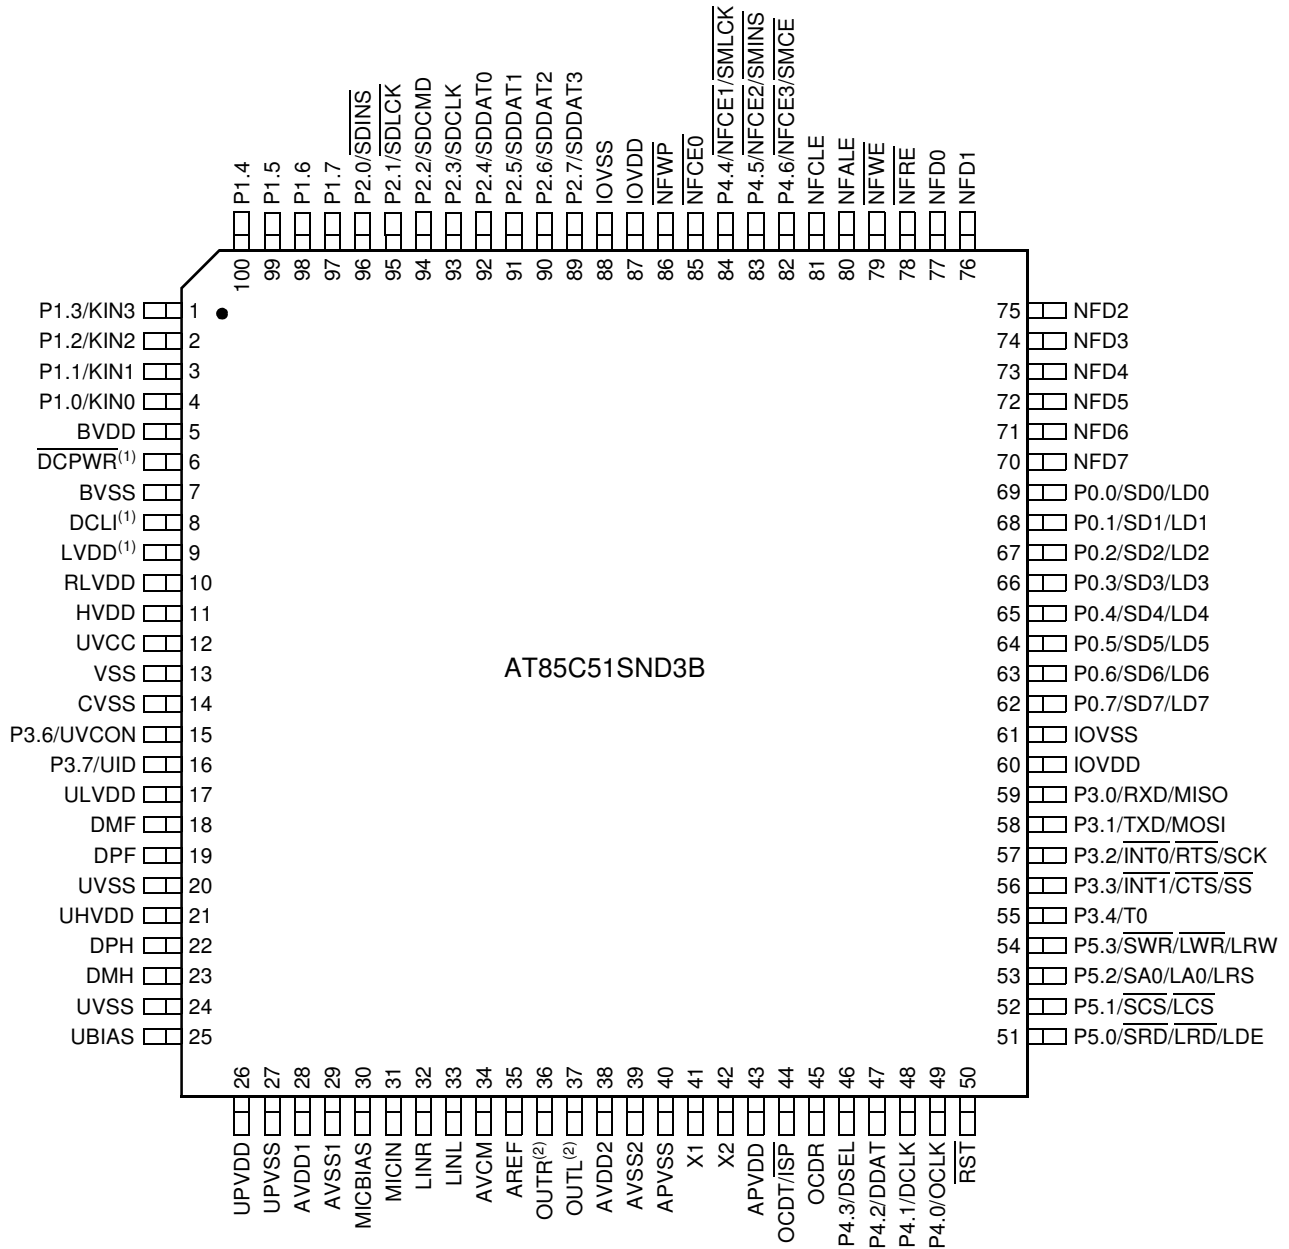 P1.4
P1.5
P1.6
P1.7
P2.0/SDINS
P2.1/SDLCK
P2.2/SDCMD
P2.3/SDCLK
P2.4/SDDAT0
P2.5/SDDAT1
P2.6/SDDAT2
P2.7/SDDAT3
IOVSS
IOVDD
NFWP
NFCE0
P4.4/NFCE1/SMLCK
P4.5/NFCE2/SMINS
P4.6/NFCE3/SMCE
NFCLE
NFALE
NFWE
NFRE
NFD0
NFD1
100
99
98
97
96
95
94
93
92
91
90
89
88
87
86
85
84
83
82
81
80
79
78
77
76
P1.3/KIN3 1
P1.2/KIN2 2
P1.1/KIN1 3
P1.0/KIN0 4
BVDD 5
DCPWR(1) 6
BVSS 7
DCLI(1) 8
LVDD(1) 9
RLVDD 10
HVDD 11
UVCC 12
VSS 13
CVSS 14
P3.6/UVCON 15
P3.7/UID 16
ULVDD 17
DMF 18
DPF 19
UVSS 20
UHVDD 21
DPH 22
DMH 23
UVSS 24
UBIAS 25
AT85C51SND3B
75 NFD2
74 NFD3
73 NFD4
72 NFD5
71 NFD6
70 NFD7
69 P0.0/SD0/LD0
68 P0.1/SD1/LD1
67 P0.2/SD2/LD2
66 P0.3/SD3/LD3
65 P0.4/SD4/LD4
64 P0.5/SD5/LD5
63 P0.6/SD6/LD6
62 P0.7/SD7/LD7
61 IOVSS
60 IOVDD
59 P3.0/RXD/MISO
58 P3.1/TXD/MOSI
57 P3.2/INT0/RTS/SCK
56 P3.3/INT1/CTS/SS
55 P3.4/T0
54 P5.3/SWR/LWR/LRW
53 P5.2/SA0/LA0/LRS
52 P5.1/SCS/LCS
51 P5.0/SRD/LRD/LDE
26
27
28
29
30
31
32
33
34
35
36
37
38
39
40
41
42
43
44
45
46
47
48
49
50
UPVDD
UPVSS
AVDD1
AVSS1
MICBIAS
MICIN
LINR
LINL
AVCM
AREF
OUTR(2)
OUTL(2)
AVDD2
AVSS2
APVSS
X1
X2
APVDD
OCDT/ISP
OCDR
P4.3/DSEL
P4.2/DDAT
P4.1/DCLK
P4.0/OCLK
RST